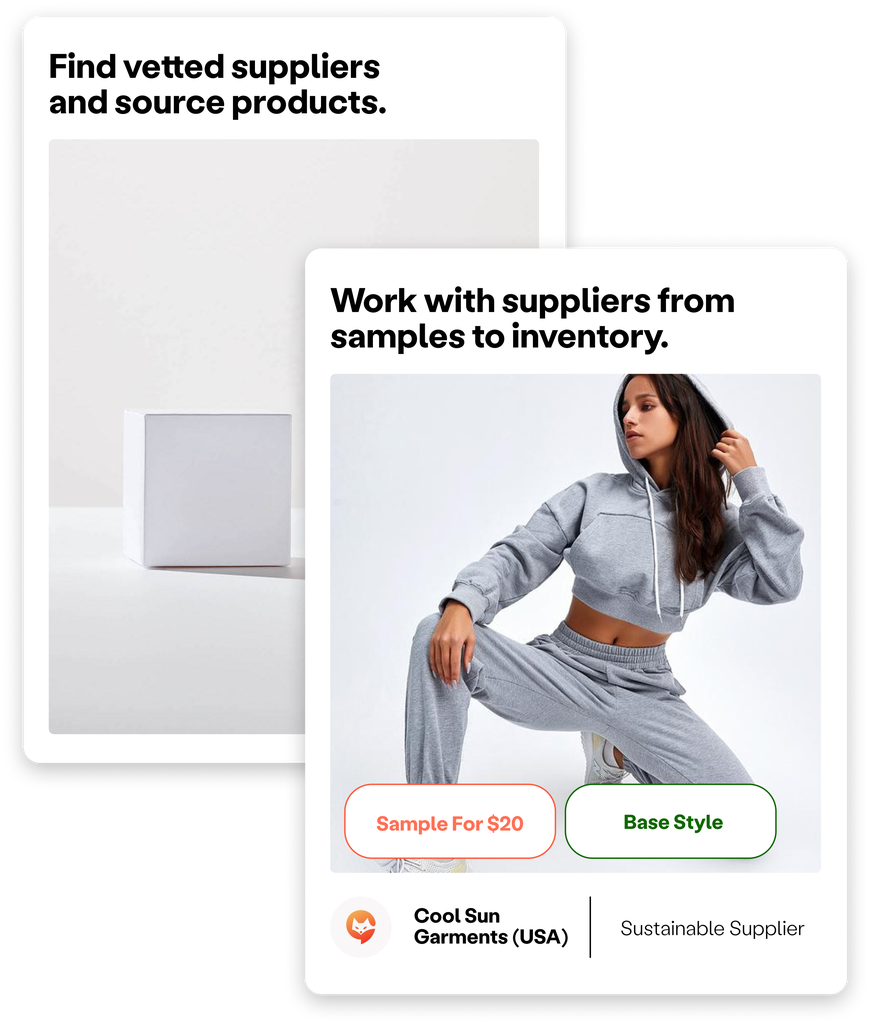 Find vetted suppliers
and source products.
Work with suppliers from
samples to inventory.
Sample For $20
Base Style
Cool Sun
Garments (USA)
Sustainable Supplier